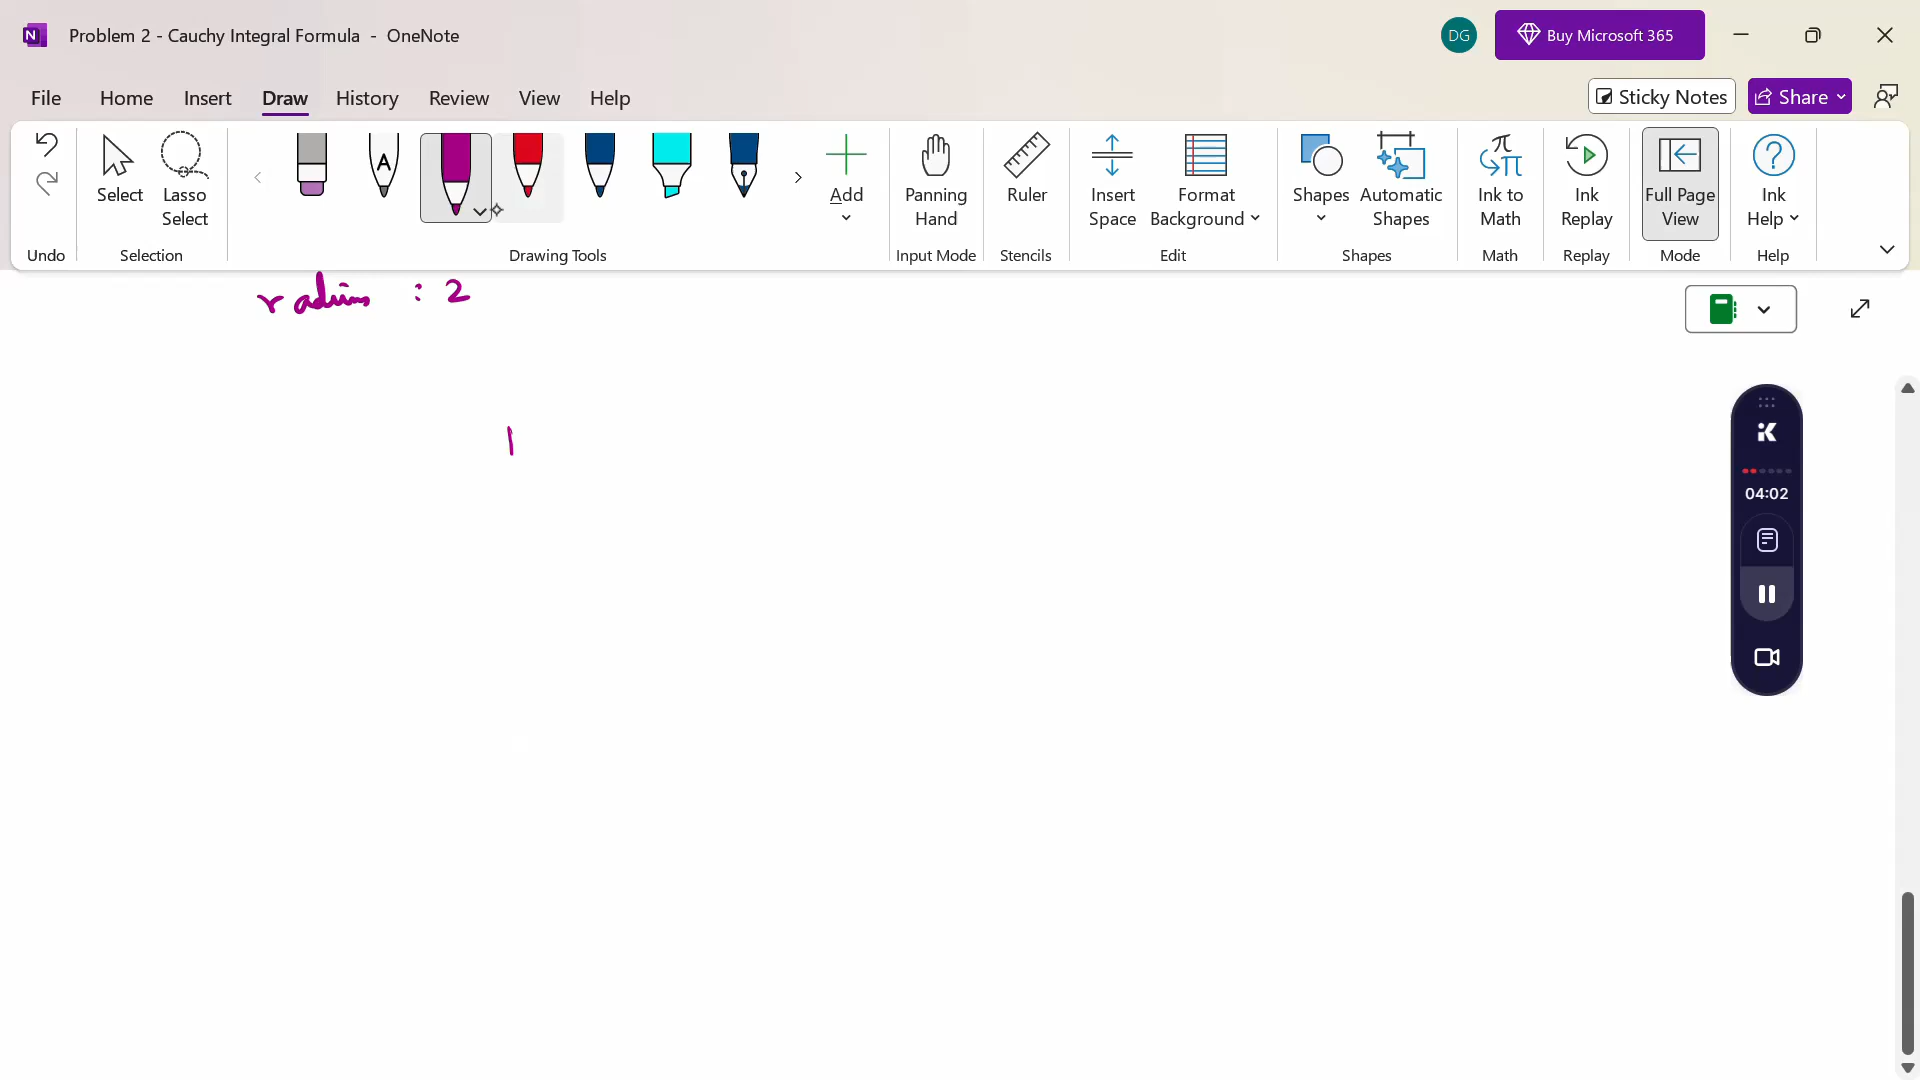 Problem 2 - Cauchy Integral Formula - OneNote
DG
Buy Microsoft 365
File Home Insert Draw History Review View Help
Sticky Notes
Share
Select
Lasso Select
A
Add
Panning Hand
Ruler
Insert Space
Format Background
Shapes
Automatic Shapes
Ink to Math
Ink Replay
Full Page View
Ink Help
Undo
Selection
Drawing Tools
Input Mode
Stencils
Edit
Shapes
Math
Replay
Mode
Help
radius : 2
|
04:02